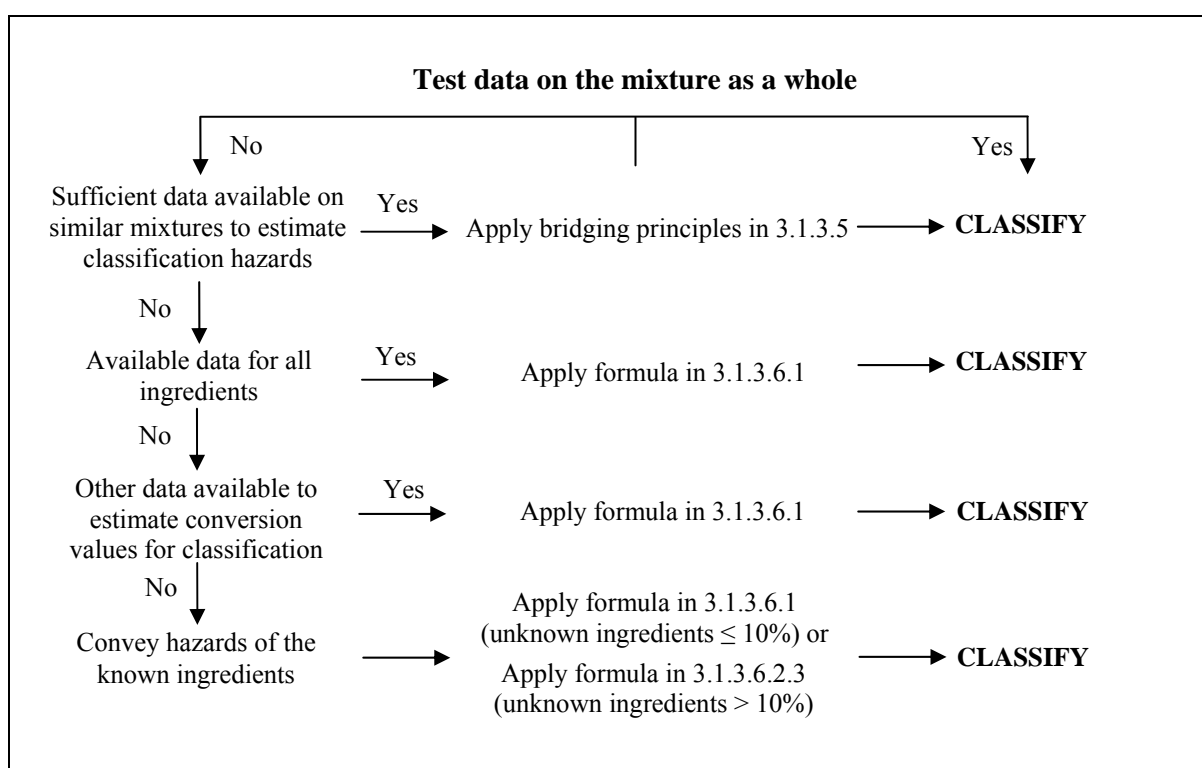 Test data on the mixture as a whole
No
Yes
Sufficient data available on
similar mixtures to estimate
classification hazards
Yes
Apply bridging principles in 3.1.3.5
CLASSIFY
No
Available data for all
ingredients
Yes
Apply formula in 3.1.3.6.1
CLASSIFY
No
Other data available to
estimate conversion
values for classification
Yes
Apply formula in 3.1.3.6.1
CLASSIFY
No
Convey hazards of the
known ingredients
Apply formula in 3.1.3.6.1
(unknown ingredients ≤ 10%) or
Apply formula in 3.1.3.6.2.3
(unknown ingredients > 10%)
CLASSIFY